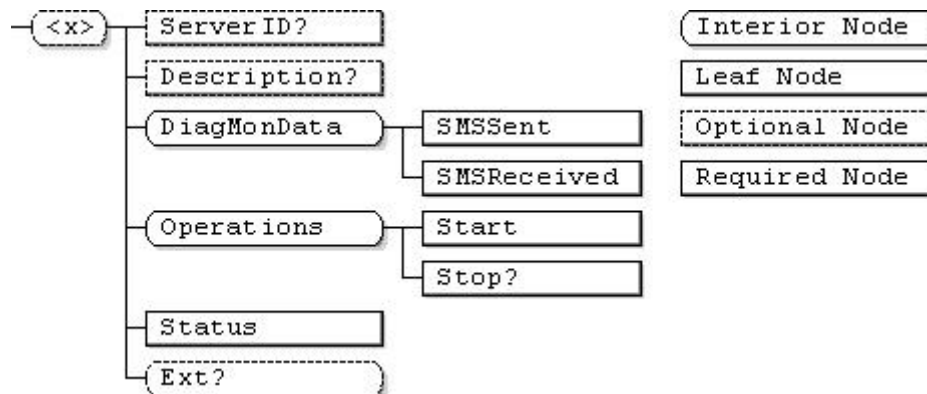 <x>
ServerID?
Description?
DiagMonData
SMSSent
SMSReceived
Operations
Start
Stop?
Status
Ext?
Interior Node
Leaf Node
Optional Node
Required Node